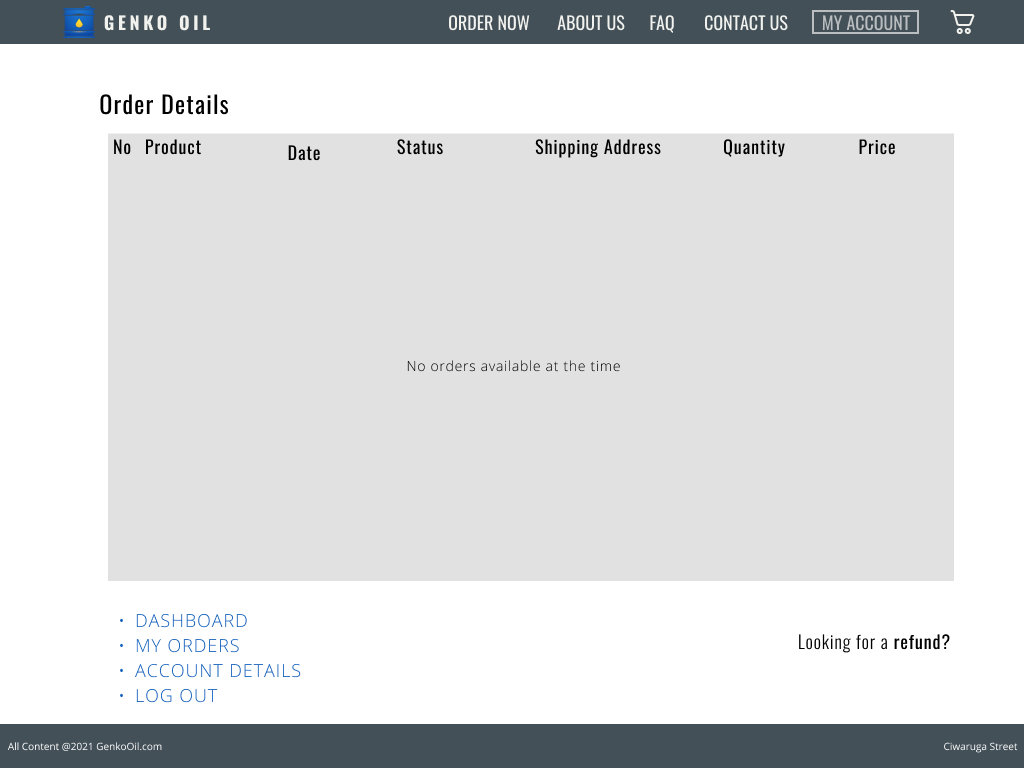 GENKO OIL
ORDER NOW ABOUT US FAQ CONTACT US MY ACCOUNT
Order Details
No Product Date Status Shipping Address Quantity Price
No orders available at the time
• DASHBOARD
• MY ORDERS
• ACCOUNT DETAILS
• LOG OUT
Looking for a refund?
All Content @2021 GenkoOil.com
Ciwaruga Street